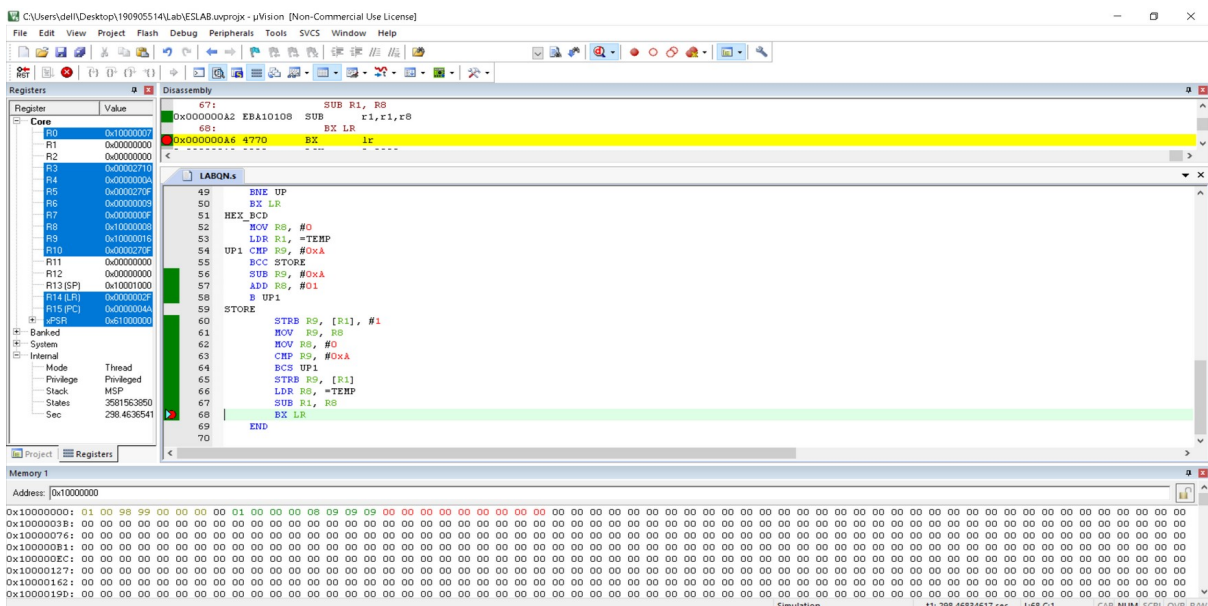 C:\Users\dell\Desktop\190905514\Lab\ESLAB.uvprojx - µVision [Non-Commercial Use License]
File Edit View Project Flash Debug Peripherals Tools SVCS Window Help
Registers
Register Value
Core
R0 0x10000007
R1 0x00000000
R2 0x00000000
R3 0x00002710
R4 0x0000000A
R5 0x0000270F
R6 0x00000009
R7 0x0000000F
R8 0x10000008
R9 0x10000016
R10 0x0000270F
R11 0x00000000
R12 0x00000000
R13 (SP) 0x10001000
R14 (LR) 0x0000002F
R15 (PC) 0x0000004A
xPSR 0x61000000
Banked
System
Internal
Mode Thread
Privilege Privileged
Stack MSP
States 3581563850
Sec 298.4636541
Project Registers
Disassembly
67: SUB R1, R8
0x000000A2 EBA10108 SUB r1,r1,r8
68: BX LR
0x000000A6 4770 BX lr
LABQN.s
49 BNE UP
50 BX LR
51 HEX_BCD
52 MOV R8, #0
53 LDR R1, =TEMP
54 UP1 CMP R9, #0xA
55 BCC STORE
56 SUB R9, #0xA
57 ADD R8, #01
58 B UP1
59 STORE
60 STRB R9, [R1], #1
61 MOV R9, R8
62 MOV R8, #0
63 CMP R9, #0xA
64 BCS UP1
65 STRB R9, [R1]
66 LDR R8, =TEMP
67 SUB R1, R8
68 BX LR
69 END
70
Memory 1
Address: 0x10000000
0x10000000: 01 00 98 99 00 00 00 00 01 00 00 00 08 09 09 09 00 00 00 00 00 00 00 00 00 00 00 00 00 00 00 00 00 00 00 00 00 00 00 00 00 00 00 00 00 00 00 00 00 00 00 00 00 00 00 00 00 00 00
0x1000003B: 00 00 00 00 00 00 00 00 00 00 00 00 00 00 00 00 00 00 00 00 00 00 00 00 00 00 00 00 00 00 00 00 00 00 00 00 00 00 00 00 00 00 00 00 00 00 00 00 00 00 00 00 00 00 00 00 00 00 00
0x10000076: 00 00 00 00 00 00 00 00 00 00 00 00 00 00 00 00 00 00 00 00 00 00 00 00 00 00 00 00 00 00 00 00 00 00 00 00 00 00 00 00 00 00 00 00 00 00 00 00 00 00 00 00 00 00 00 00 00 00 00
0x100000B1: 00 00 00 00 00 00 00 00 00 00 00 00 00 00 00 00 00 00 00 00 00 00 00 00 00 00 00 00 00 00 00 00 00 00 00 00 00 00 00 00 00 00 00 00 00 00 00 00 00 00 00 00 00 00 00 00 00 00 00
0x100000EC: 00 00 00 00 00 00 00 00 00 00 00 00 00 00 00 00 00 00 00 00 00 00 00 00 00 00 00 00 00 00 00 00 00 00 00 00 00 00 00 00 00 00 00 00 00 00 00 00 00 00 00 00 00 00 00 00 00 00 00
0x10000127: 00 00 00 00 00 00 00 00 00 00 00 00 00 00 00 00 00 00 00 00 00 00 00 00 00 00 00 00 00 00 00 00 00 00 00 00 00 00 00 00 00 00 00 00 00 00 00 00 00 00 00 00 00 00 00 00 00 00 00
0x10000162: 00 00 00 00 00 00 00 00 00 00 00 00 00 00 00 00 00 00 00 00 00 00 00 00 00 00 00 00 00 00 00 00 00 00 00 00 00 00 00 00 00 00 00 00 00 00 00 00 00 00 00 00 00 00 00 00 00 00 00
0x1000019D: 00 00 00 00 00 00 00 00 00 00 00 00 00 00 00 00 00 00 00 00 00 00 00 00 00 00 00 00 00 00 00 00 00 00 00 00 00 00 00 00 00 00 00 00 00 00 00 00 00 00 00 00 00 00 00 00 00 00 00
Simulation t1: 298.46834617 sec L:68 C:1 CAP NUM SCRL OVR R/W